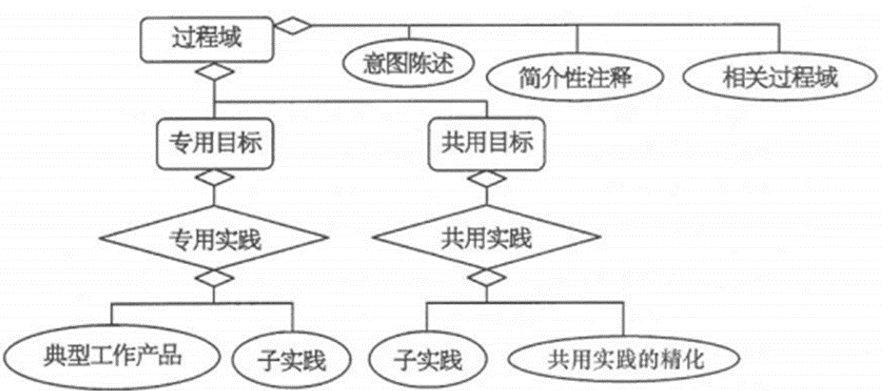 过程域
意图陈述
简介性注释
相关过程域
专用目标
共用目标
专用实践
共用实践
典型工作产品
子实践
子实践
共用实践的精化